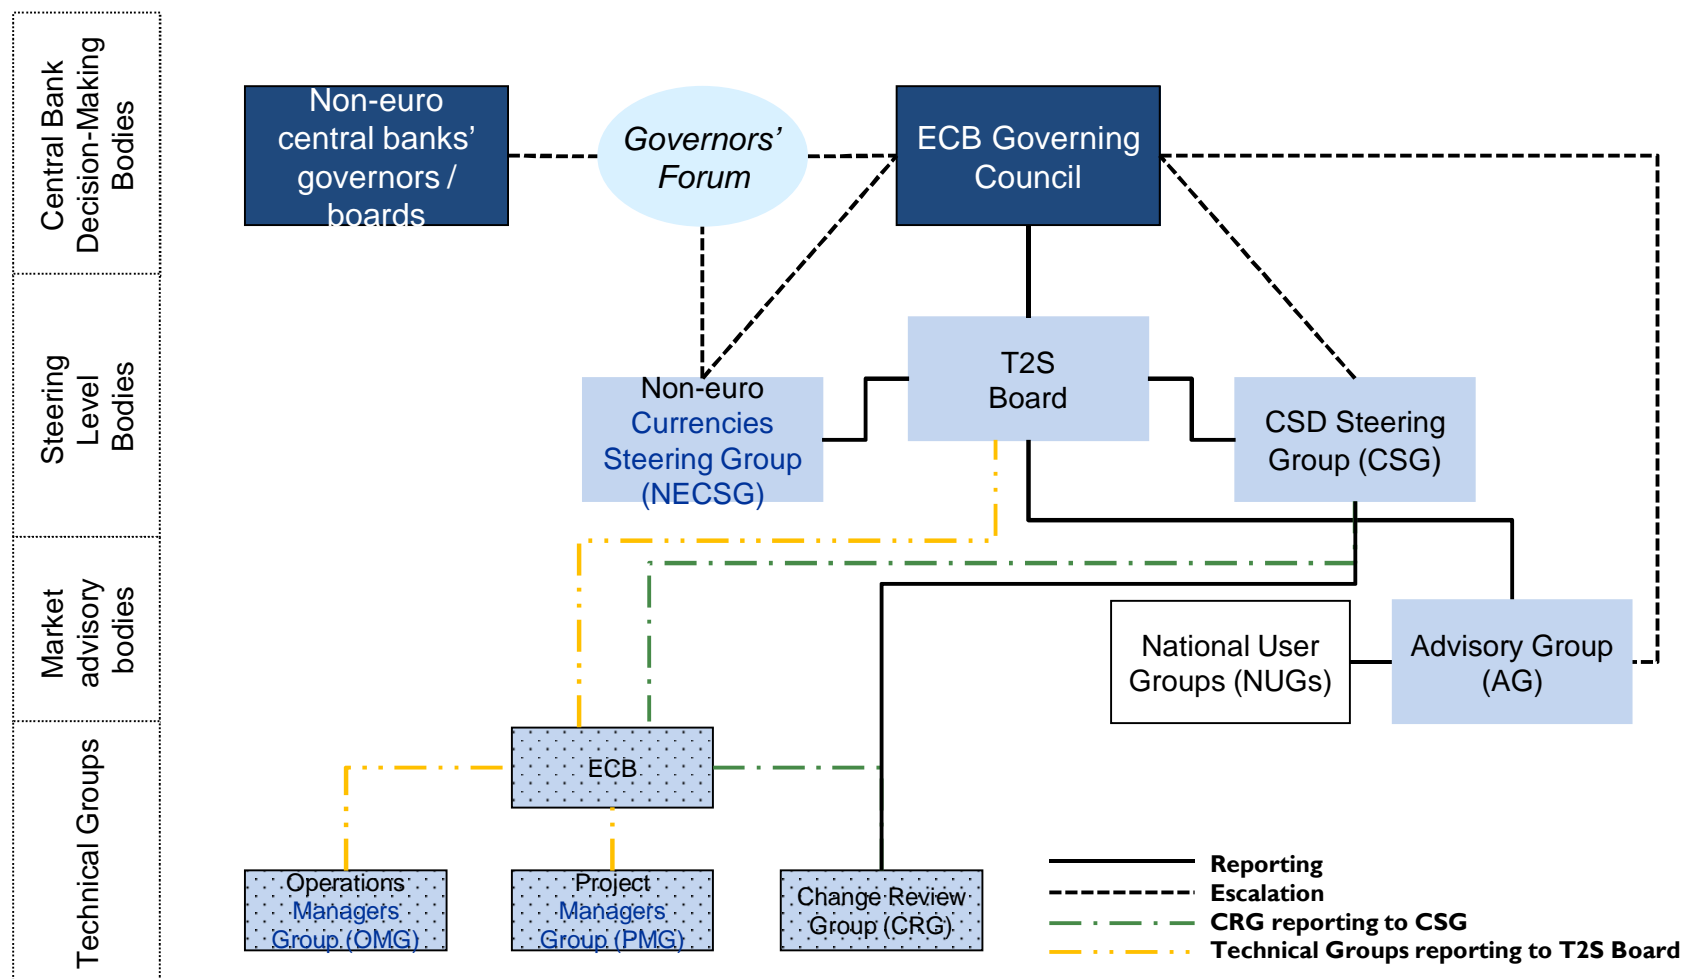 Central Bank
Decision-Making
Bodies
Non-euro
central banks’
governors /
boards
Governors’
Forum
ECB Governing
Council
Steering
Level
Bodies
Non-euro
Currencies
Steering Group
(NECSG)
T2S
Board
CSD Steering
Group (CSG)
Market
advisory
bodies
National User
Groups (NUGs)
Advisory Group
(AG)
Technical Groups
ECB
Operations
Managers
Group (OMG)
Project
Managers
Group (PMG)
Change Review
Group (CRG)
Reporting
Escalation
CRG reporting to CSG
Technical Groups reporting to T2S Board